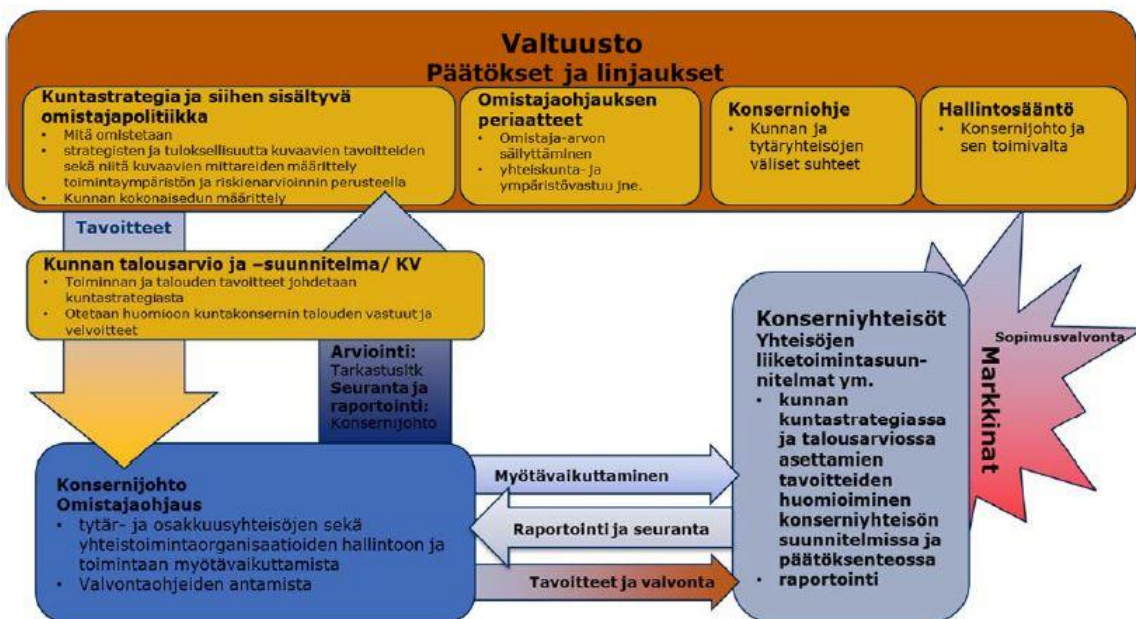 Valtuusto
Päätökset ja linjaukset
Kuntastrategia ja siihen sisältyvä
omistajapolitiikka
• Mitä omistetaan
• strategisten ja tuloksellisuutta kuvaavien tavoitteiden
sekä niitä kuvaavien mittareiden määrittely
toimintaympäristön ja riskienarvioinnin perusteella
• Kunnan kokonaisedun määrittely
Omistajaohjauksen
periaatteet
• Omistaja-arvon
säilyttäminen
• yhteiskunta- ja
ympäristövastuu jne.
Konserniohje
• Kunnan ja
tytäryhteisöjen
väliset suhteet
Hallintosääntö
• Konsernijohto ja
sen toimivalta
Tavoitteet
Kunnan talousarvio ja –suunnitelma/ KV
• Toiminnan ja talouden tavoitteet johdetaan
kuntastrategiasta
• Otetaan huomioon kuntakonsernin talouden vastuut ja
velvoitteet
Arviointi:
Tarkastusltk
Seuranta ja
raportointi:
Konsernijohto
Konsernijohto
Omistajaohjaus
• tytär- ja osakkuusyhteisöjen sekä
yhteistoimintaorganisaatioiden hallintoon ja
toimintaan myötävaikuttamista
• Valvontaohjeiden antamista
Myötävaikuttaminen
Raportointi ja seuranta
Tavoitteet ja valvonta
Konserniyhteisöt
Yhteisöjen
liiketoimintasuun-
nitelmat ym.
• kunnan
kuntastrategiassa
ja talousarviossa
asettamien
tavoitteiden
huomioiminen
konserniyhteisön
suunnitelmissa ja
päätöksenteossa
• raportointi
Sopimusvalvonta
Markkinat